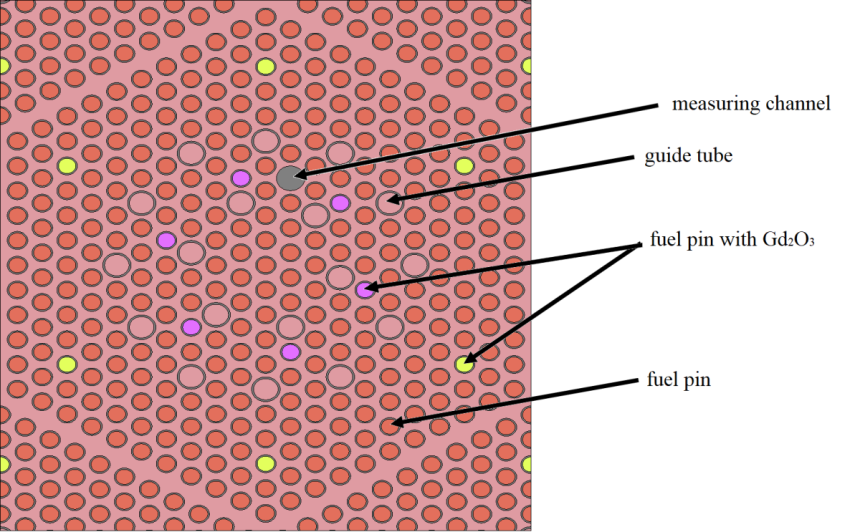 measuring channel
guide tube
fuel pin with Gd₂O₃
fuel pin